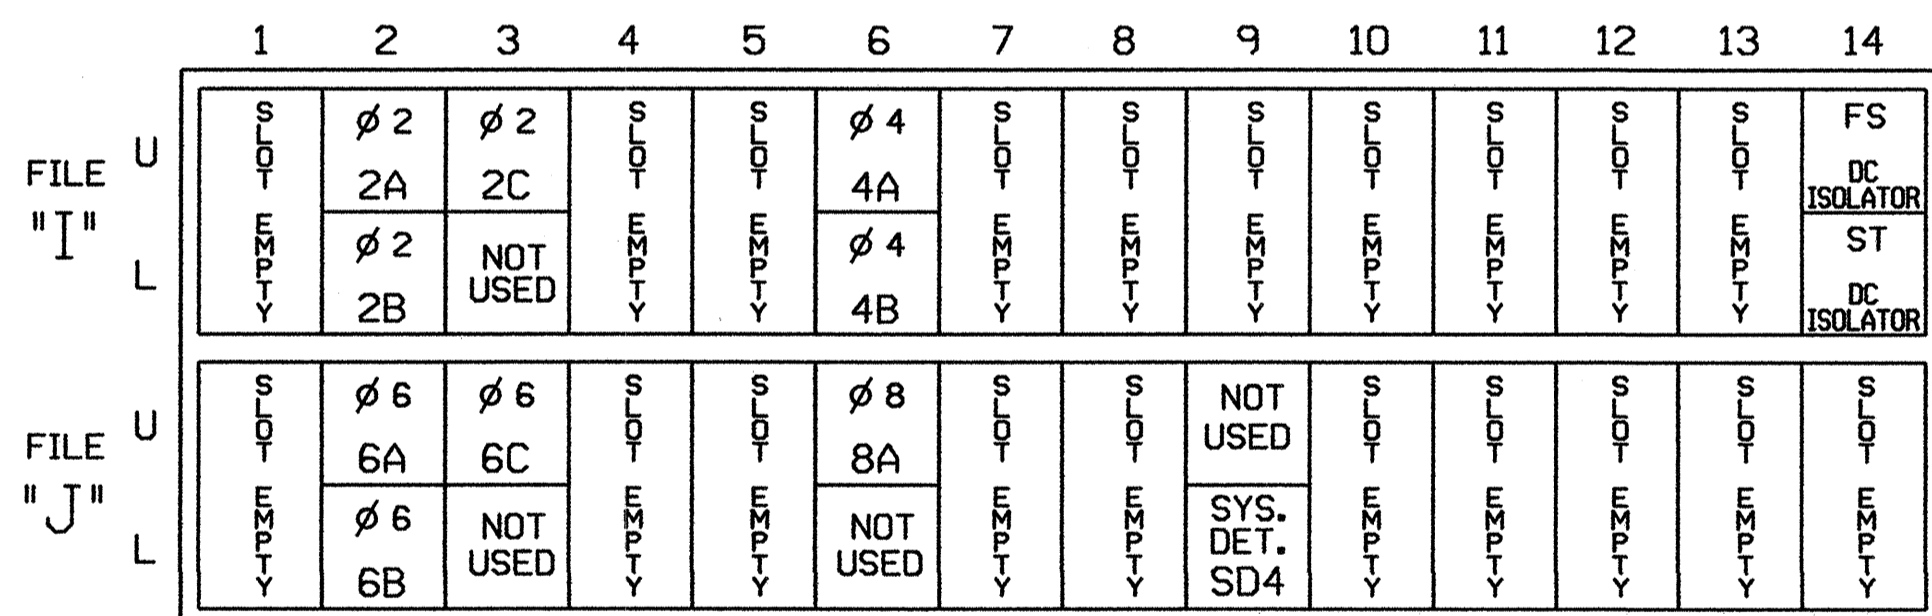 1 2 3 4 5 6 7 8 9 10 11 12 13 14
FILE "I"
U
L
SLOT EMPTY
ø 2
2A
ø 2
2B
ø 2
2C
NOT
USED
SLOT EMPTY
SLOT EMPTY
ø 4
4A
ø 4
4B
SLOT EMPTY
SLOT EMPTY
SLOT EMPTY
SLOT EMPTY
SLOT EMPTY
SLOT EMPTY
SLOT EMPTY
FS
DC
ISOLATOR
ST
DC
ISOLATOR
FILE "J"
U
L
SLOT EMPTY
ø 6
6A
ø 6
6B
ø 6
6C
NOT
USED
SLOT EMPTY
SLOT EMPTY
ø 8
8A
NOT
USED
SLOT EMPTY
SLOT EMPTY
NOT
USED
SYS.
DET.
SD4
SLOT EMPTY
SLOT EMPTY
SLOT EMPTY
SLOT EMPTY
SLOT EMPTY